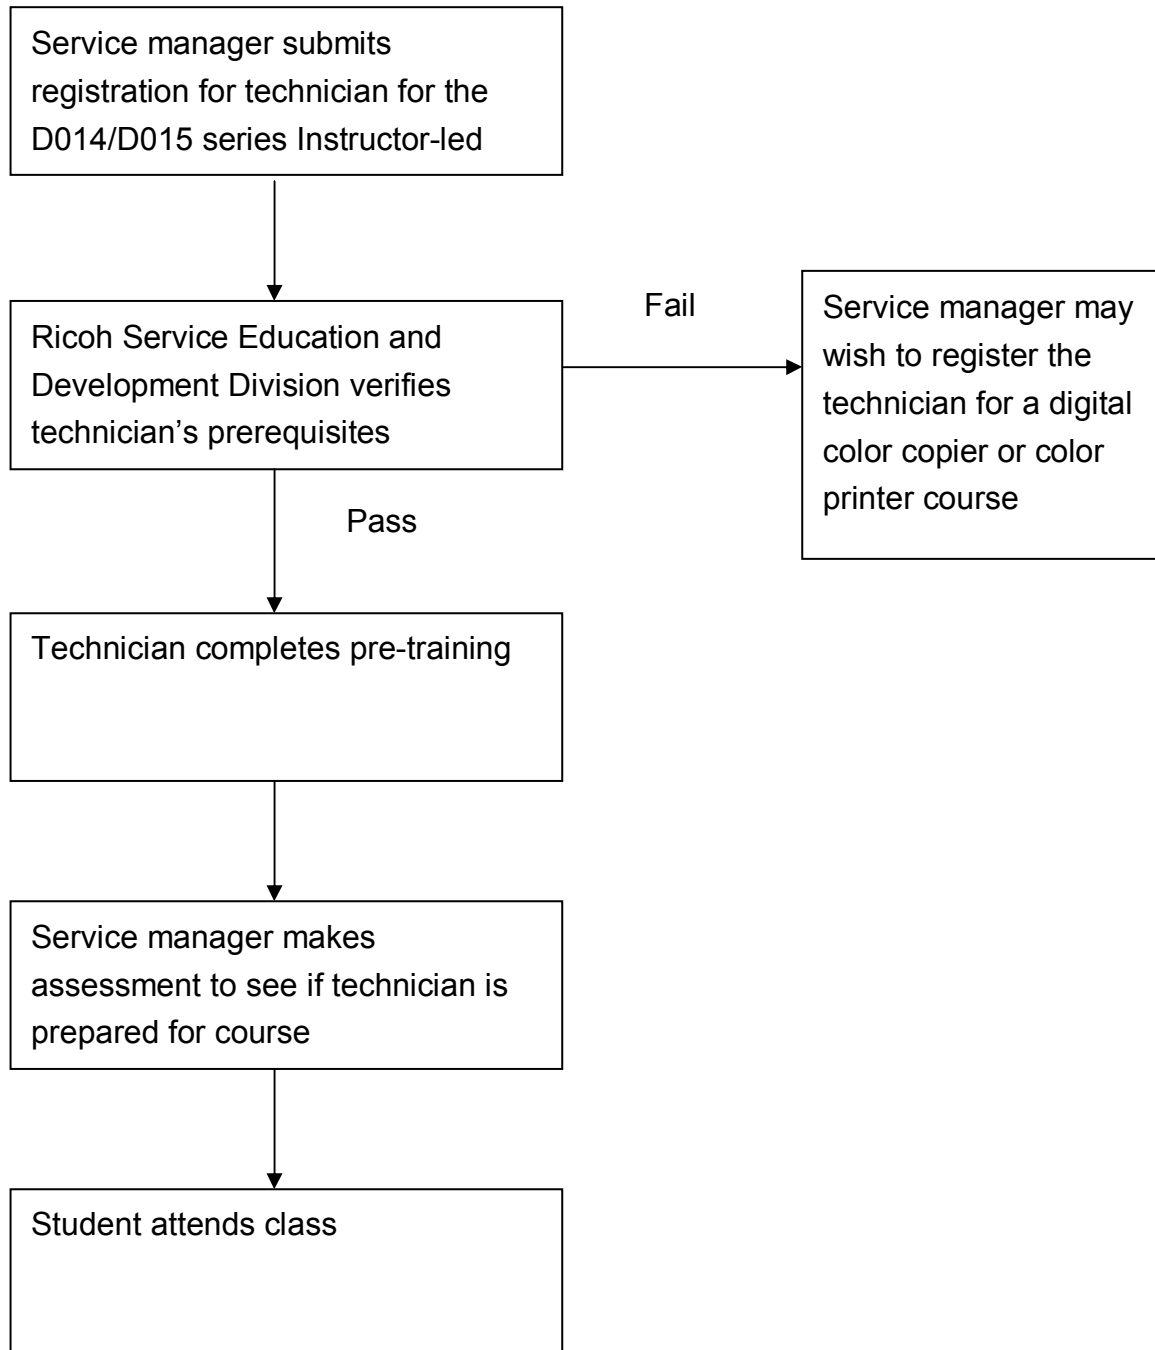 Service manager submits
registration for technician for the
D014/D015 series Instructor-led
Ricoh Service Education and
Development Division verifies
technician’s prerequisites
Fail
Service manager may
wish to register the
technician for a digital
color copier or color
printer course
Pass
Technician completes pre-training
Service manager makes
assessment to see if technician is
prepared for course
Student attends class